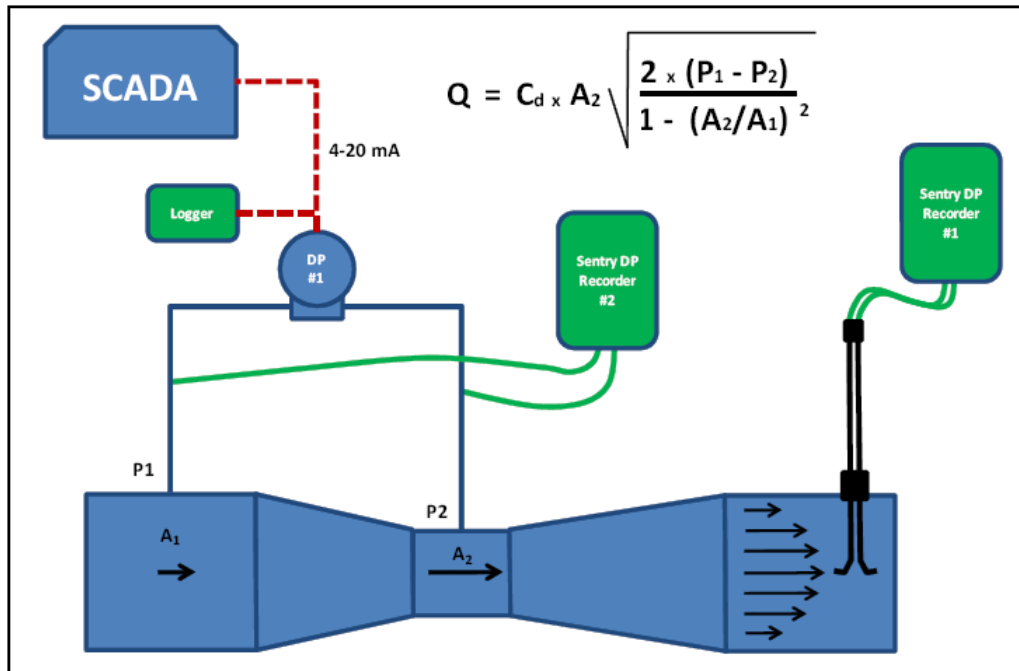 SCADA
Q = Cd x A2 √ 2 x (P1 - P2) / 1 - (A2/A1) 2
4-20 mA
Logger
DP
#1
Sentry DP
Recorder
#2
Sentry DP
Recorder
#1
P1
P2
A1
A2